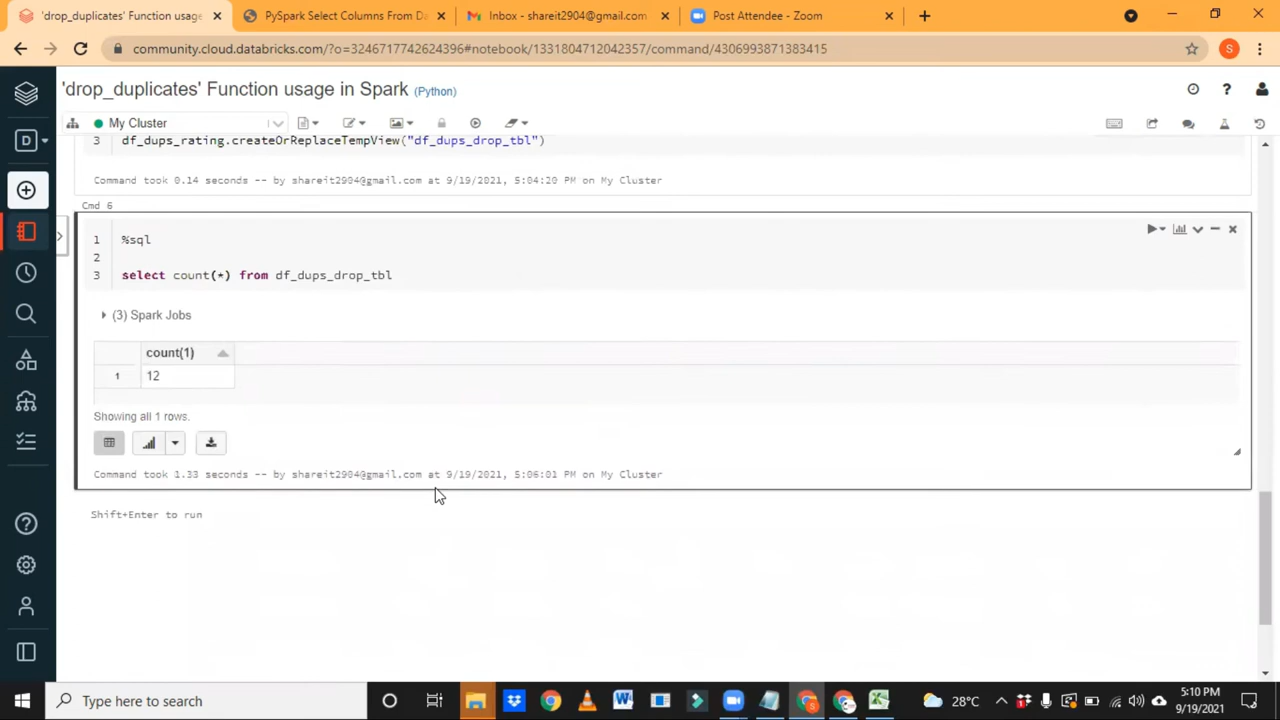 'drop_duplicates' Function usage
PySpark Select Columns From Da
Inbox - shareit2904@gmail.com
Post Attendee - Zoom
community.cloud.databricks.com/?o=3246717742624396#notebook/1331804712042357/command/4306993871383415
S
'drop_duplicates' Function usage in Spark (Python)
D
My Cluster
3 df_dups_rating.createOrReplaceTempView("df_dups_drop_tbl")
Command took 0.14 seconds -- by shareit2904@gmail.com at 9/19/2021, 5:04:20 PM on My Cluster
Cmd 6
1 %sql
2
3 select count(*) from df_dups_drop_tbl
(3) Spark Jobs
count(1)
1 12
Showing all 1 rows.
Command took 1.33 seconds -- by shareit2904@gmail.com at 9/19/2021, 5:06:01 PM on My Cluster
Shift+Enter to run
Type here to search
28°C
5:10 PM
9/19/2021